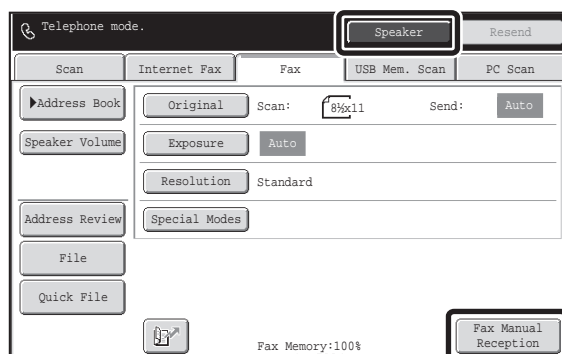 Telephone mode.
Speaker
Resend
Scan
Internet Fax
Fax
USB Mem. Scan
PC Scan
Address Book
Original
Scan:
8½x11
Send:
Auto
Speaker Volume
Exposure
Auto
Resolution
Standard
Address Review
Special Modes
File
Quick File
Fax Memory:100%
Fax Manual
Reception